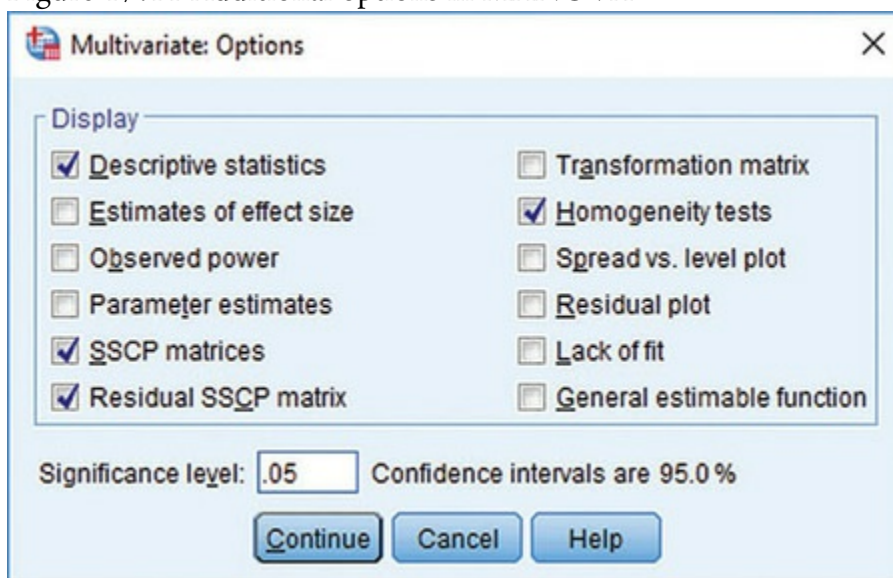 Multivariate: Options
Display
Descriptive statistics
Estimates of effect size
Observed power
Parameter estimates
SSCP matrices
Residual SSCP matrix
Transformation matrix
Homogeneity tests
Spread vs. level plot
Residual plot
Lack of fit
General estimable function
Significance level: .05 Confidence intervals are 95.0 %
Continue Cancel Help